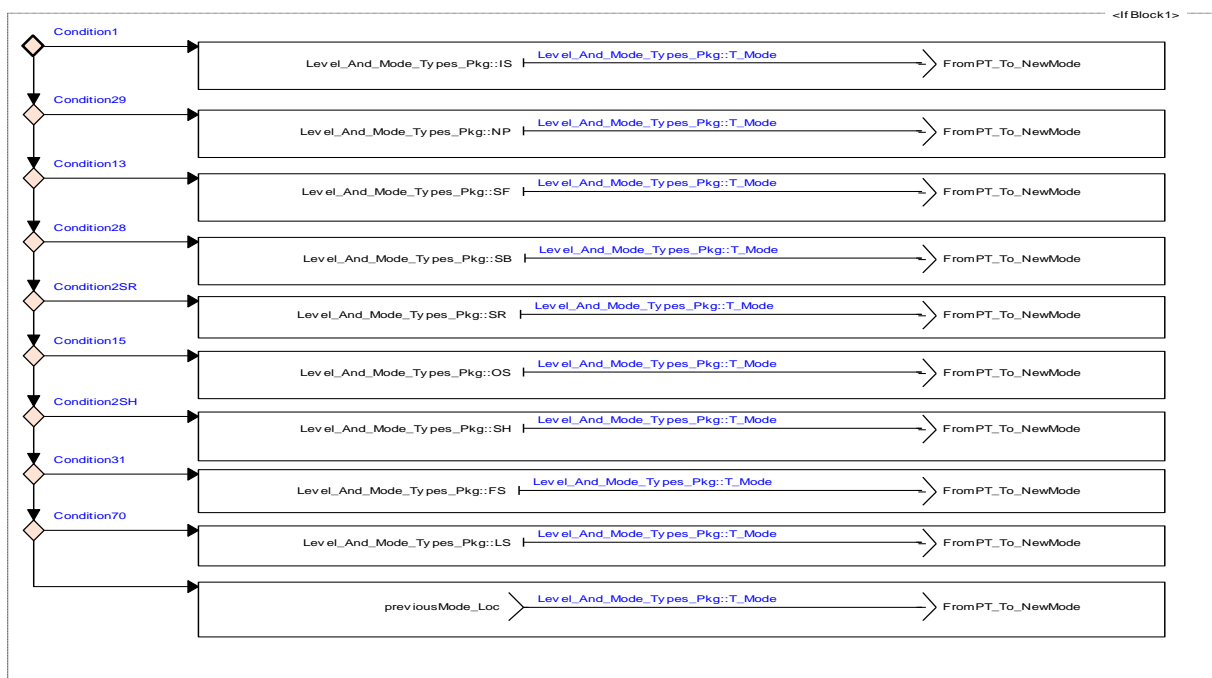 <If Block1>
Condition1
Level_And_Mode_Types_Pkg::IS Level_And_Mode_Types_Pkg::T_Mode FromPT_To_NewMode
Condition29
Level_And_Mode_Types_Pkg::NP Level_And_Mode_Types_Pkg::T_Mode FromPT_To_NewMode
Condition13
Level_And_Mode_Types_Pkg::SF Level_And_Mode_Types_Pkg::T_Mode FromPT_To_NewMode
Condition28
Level_And_Mode_Types_Pkg::SB Level_And_Mode_Types_Pkg::T_Mode FromPT_To_NewMode
Condition2SR
Level_And_Mode_Types_Pkg::SR Level_And_Mode_Types_Pkg::T_Mode FromPT_To_NewMode
Condition15
Level_And_Mode_Types_Pkg::OS Level_And_Mode_Types_Pkg::T_Mode FromPT_To_NewMode
Condition2SH
Level_And_Mode_Types_Pkg::SH Level_And_Mode_Types_Pkg::T_Mode FromPT_To_NewMode
Condition31
Level_And_Mode_Types_Pkg::FS Level_And_Mode_Types_Pkg::T_Mode FromPT_To_NewMode
Condition70
Level_And_Mode_Types_Pkg::LS Level_And_Mode_Types_Pkg::T_Mode FromPT_To_NewMode
previousMode_Loc Level_And_Mode_Types_Pkg::T_Mode FromPT_To_NewMode